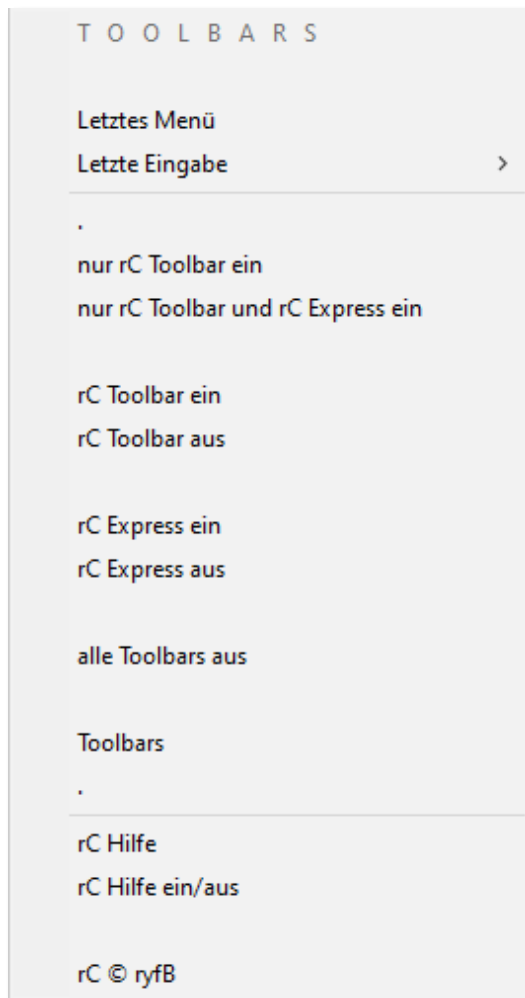 T O O L B A R S
Letztes Menü
Letzte Eingabe >
.
nur rC Toolbar ein
nur rC Toolbar und rC Express ein
rC Toolbar ein
rC Toolbar aus
rC Express ein
rC Express aus
alle Toolbars aus
Toolbars
.
rC Hilfe
rC Hilfe ein/aus
rC © ryfB